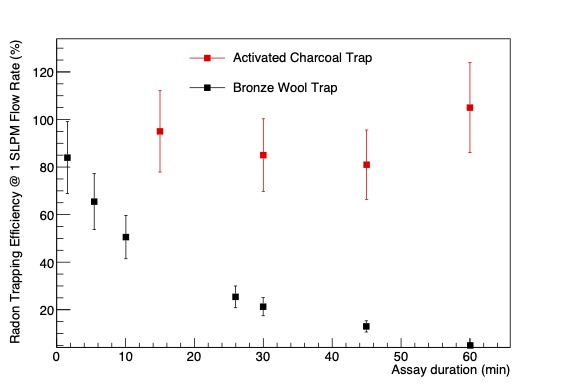 Radon Trapping Efficiency @ 1 SLPM Flow Rate (%)
Activated Charcoal Trap
Bronze Wool Trap
120
100
80
60
40
20
0 10 20 30 40 50 60
Assay duration (min)